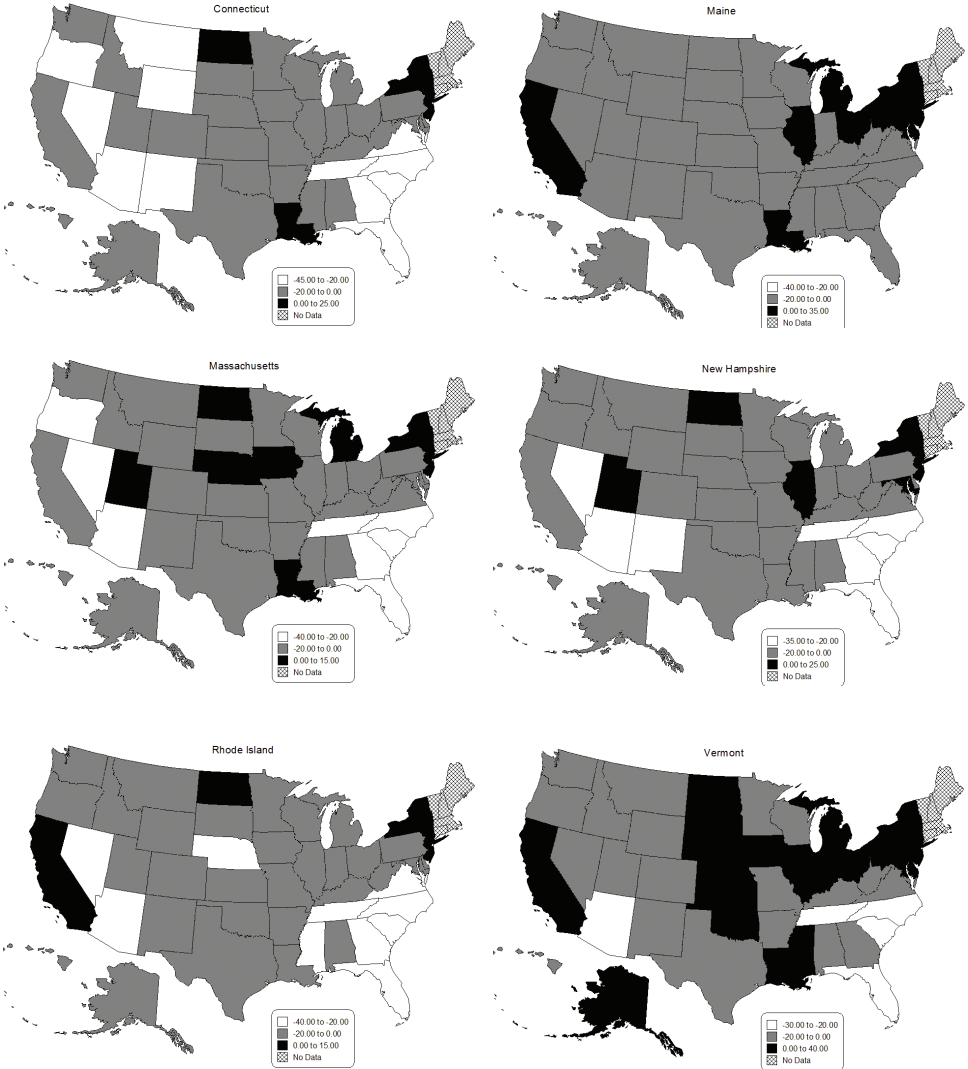 Connecticut
-45.00 to -20.00
-20.00 to 0.00
0.00 to 25.00
No Data
Maine
-40.00 to -20.00
-20.00 to 0.00
0.00 to 35.00
No Data
Massachusetts
-40.00 to -20.00
-20.00 to 0.00
0.00 to 15.00
No Data
New Hampshire
-35.00 to -20.00
-20.00 to 0.00
0.00 to 25.00
No Data
Rhode Island
-40.00 to -20.00
-20.00 to 0.00
0.00 to 15.00
No Data
Vermont
-30.00 to -20.00
-20.00 to 0.00
0.00 to 40.00
No Data